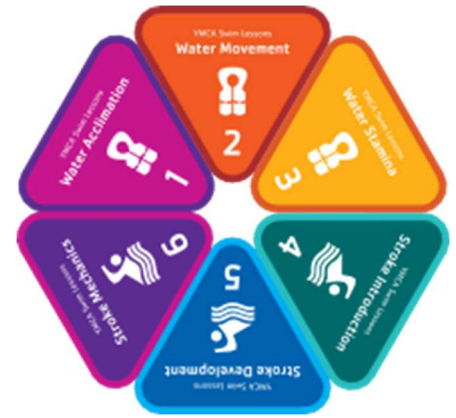 YMCA Swim Lessons
Water Acclimation
1
YMCA Swim Lessons
Water Movement
2
YMCA Swim Lessons
Water Stamina
3
YMCA Swim Lessons
Stroke Introduction
4
YMCA Swim Lessons
Stroke Development
5
YMCA Swim Lessons
Stroke Mechanics
6